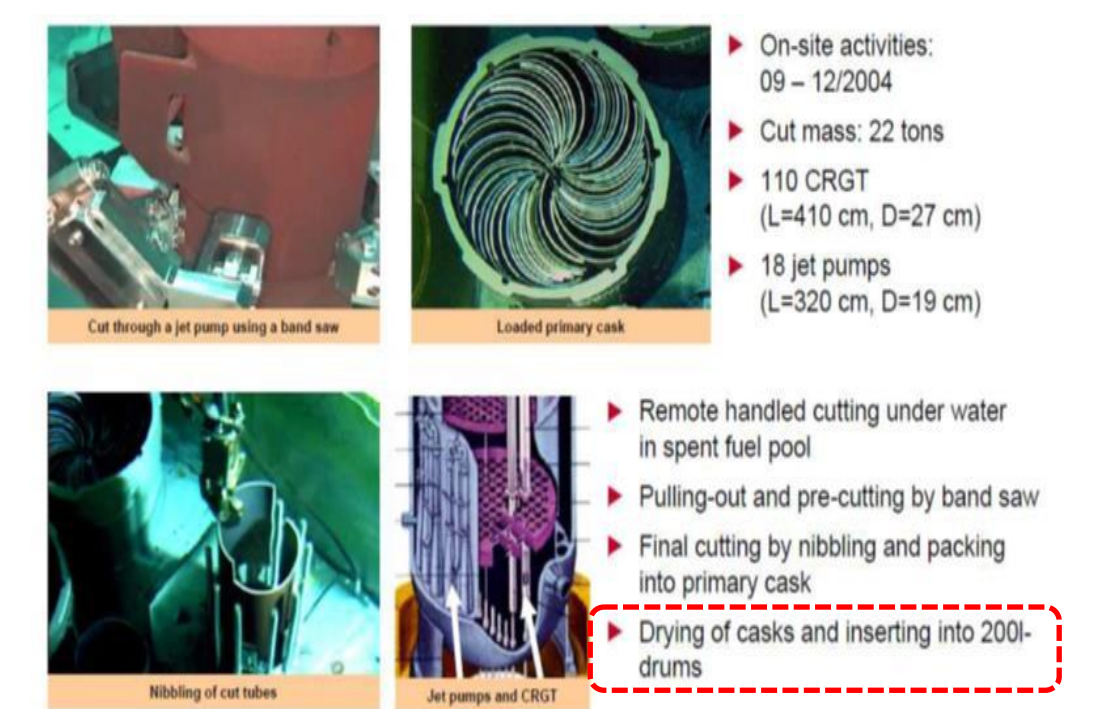 Cut through a jet pump using a band saw
Loaded primary cask
On-site activities:
09 – 12/2004
Cut mass: 22 tons
110 CRGT
(L=410 cm, D=27 cm)
18 jet pumps
(L=320 cm, D=19 cm)
Nibbling of cut tubes
Jet pumps and CRGT
Remote handled cutting under water
in spent fuel pool
Pulling-out and pre-cutting by band saw
Final cutting by nibbling and packing
into primary cask
Drying of casks and inserting into 200l-
drums